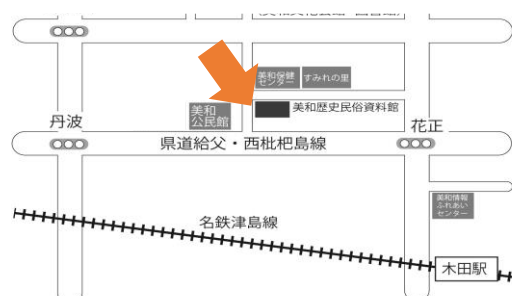 美和保健
センター
すみれの里
美和
公民館
美和歴史民俗資料館
丹波
花正
県道給父・西枇杷島線
美和情報
ふれあい
センター
名鉄津島線
木田駅